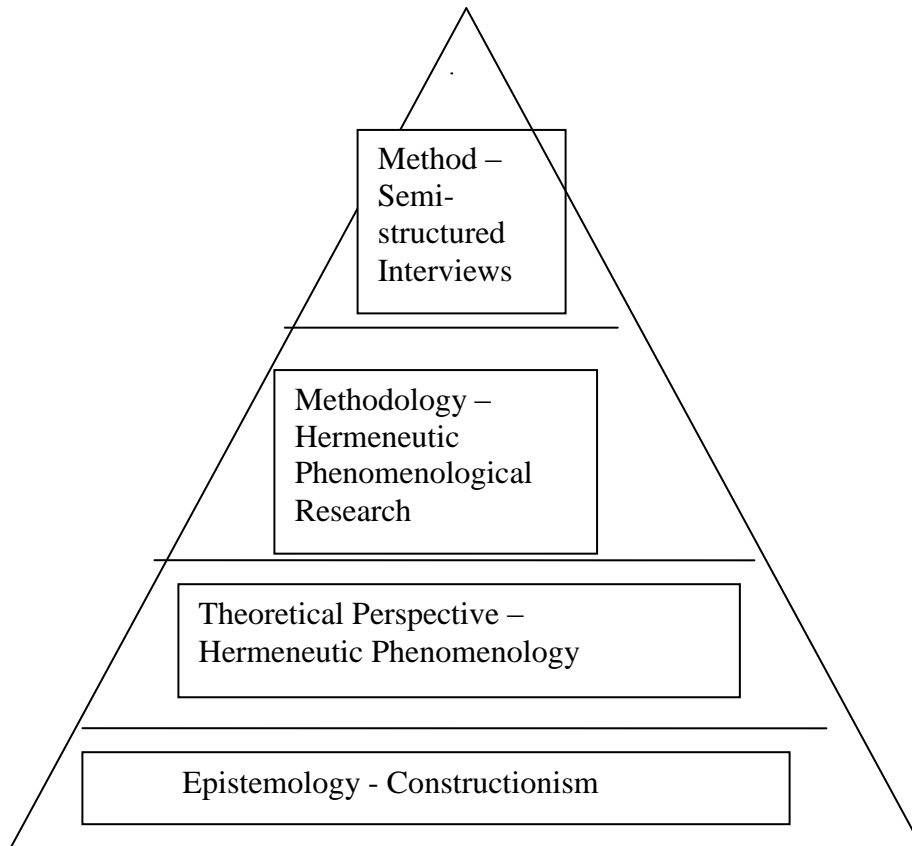 Method –
Semi-
structured
Interviews
Methodology –
Hermeneutic
Phenomenological
Research
Theoretical Perspective –
Hermeneutic Phenomenology
Epistemology - Constructionism